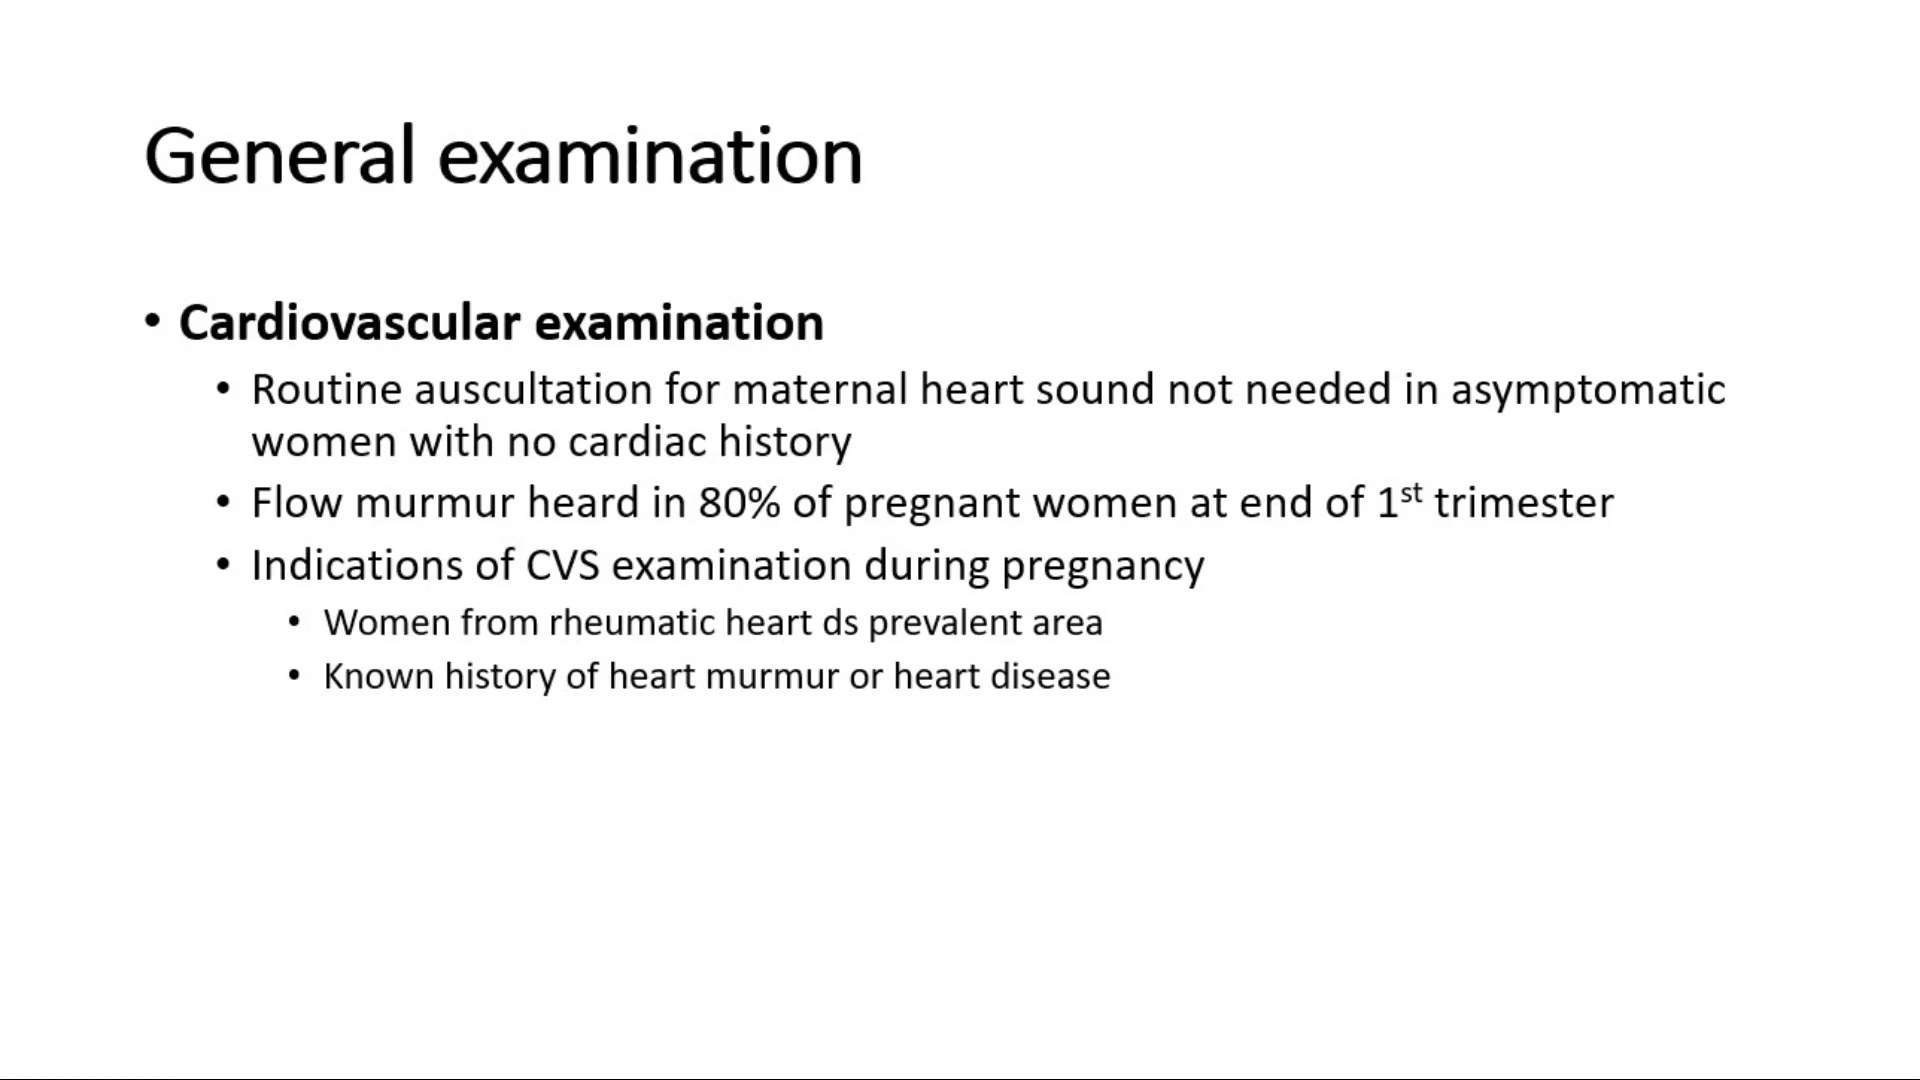 General examination
• Cardiovascular examination
• Routine auscultation for maternal heart sound not needed in asymptomatic
women with no cardiac history
• Flow murmur heard in 80% of pregnant women at end of 1st trimester
• Indications of CVS examination during pregnancy
• Women from rheumatic heart ds prevalent area
• Known history of heart murmur or heart disease